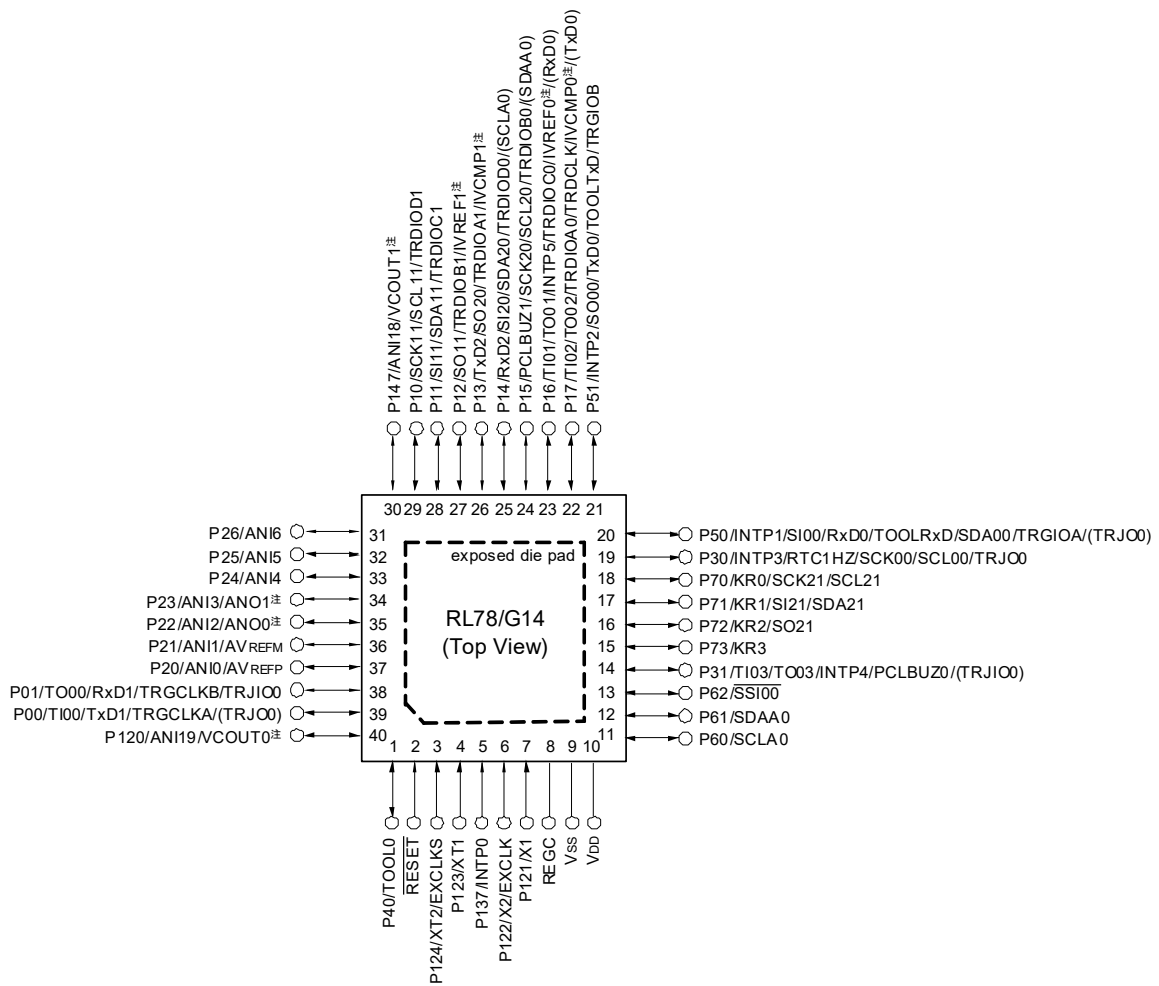 P147/ANI18/VCOUT1注
P10/SCK11/SCL11/TRDIOD1
P11/SI11/SDA11/TRDIOC1
P12/SO11/TRDIOB1/IVREF1注
P13/TxD2/SO20/TRDIOA1/IVCMP1注
P14/RxD2/SI20/SDA20/TRDIOD0/(SCLA0)
P15/PCLBUZ1/SCK20/SCL20/TRDIOB0/(SDAA0)
P16/TI01/TO01/INTP5/TRDIOC0/IVREF0注/(RxD0)
P17/TI02/TO02/TRDIOA0/TRDCLK/IVCMP0注/(TxD0)
P51/INTP2/SO00/TxD0/TOOLTxD/TRGIOB
30 29 28 27 26 25 24 23 22 21
P26/ANI6 31
P25/ANI5 32
P24/ANI4 33
P23/ANI3/ANO1注 34
P22/ANI2/ANO0注 35
P21/ANI1/AVREFM 36
P20/ANI0/AVREFP 37
P01/TO00/RxD1/TRGCLKB/TRJIO0 38
P00/TI00/TxD1/TRGCLKA/(TRJO0) 39
P120/ANI19/VCOUT0注 40
exposed die pad
RL78/G14
(Top View)
20 P50/INTP1/SI00/RxD0/TOOLRxD/SDA00/TRGIOA/(TRJO0)
19 P30/INTP3/RTC1HZ/SCK00/SCL00/TRJO0
18 P70/KR0/SCK21/SCL21
17 P71/KR1/SI21/SDA21
16 P72/KR2/SO21
15 P73/KR3
14 P31/TI03/TO03/INTP4/PCLBUZ0/(TRJIO0)
13 P62/SSI00
12 P61/SDAA0
11 P60/SCLA0
1 2 3 4 5 6 7 8 9 10
P40/TOOL0
RESET
P124/XT2/EXCLKS
P123/XT1
P137/INTP0
P122/X2/EXCLK
P121/X1
REGC
VSS
VDD